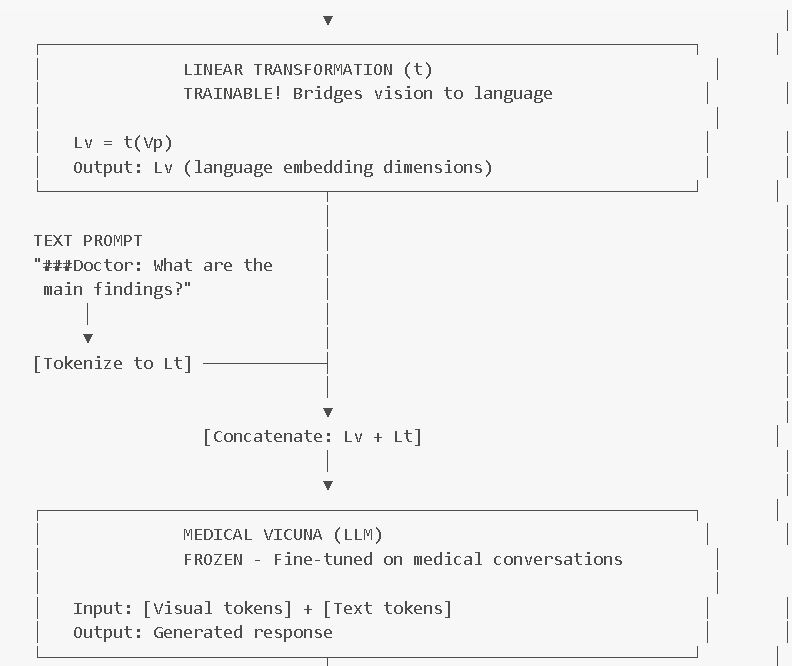 LINEAR TRANSFORMATION (t)
TRAINABLE! Bridges vision to language
Lv = t(Vp)
Output: Lv (language embedding dimensions)
TEXT PROMPT
"###Doctor: What are the
main findings?"
[Tokenize to Lt]
[Concatenate: Lv + Lt]
MEDICAL VICUNA (LLM)
FROZEN - Fine-tuned on medical conversations
Input: [Visual tokens] + [Text tokens]
Output: Generated response